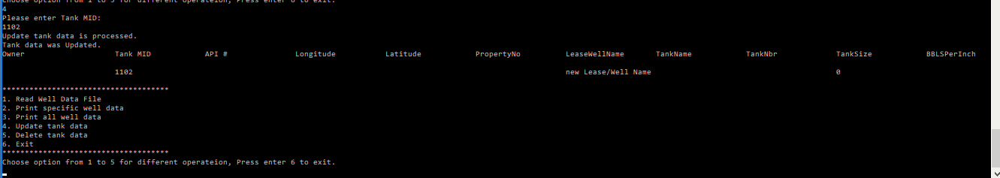 Choose option from 1 to 5 for different operateion, Press enter 6 to exit.
4
Please enter Tank MID:
1102
Update tank data is processed.
Tank data was Updated.
Owner Tank MID API # Longitude Latitude PropertyNo LeaseWellName TankName TankNbr TankSize BBLSPerInch
1102 new Lease/Well Name 0
*************************************
1. Read Well Data File
2. Print specific well data
3. Print all well data
4. Update tank data
5. Delete tank data
6. Exit
*************************************
Choose option from 1 to 5 for different operateion, Press enter 6 to exit.